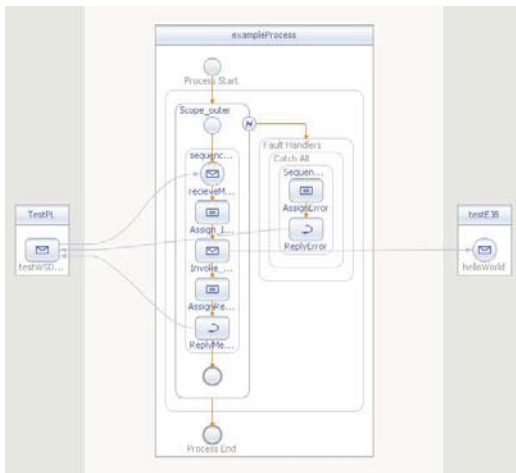 exampleProcess
Process Start
Scope_outer
Fault Handlers
Catch All
sequenc...
Sequen...
recieveM...
AssignError
TestPL
Assign_I...
testEJB
ReplyError
testWSD...
Invoke_...
helloWorld
AssignRe...
ReplyMe...
Process End